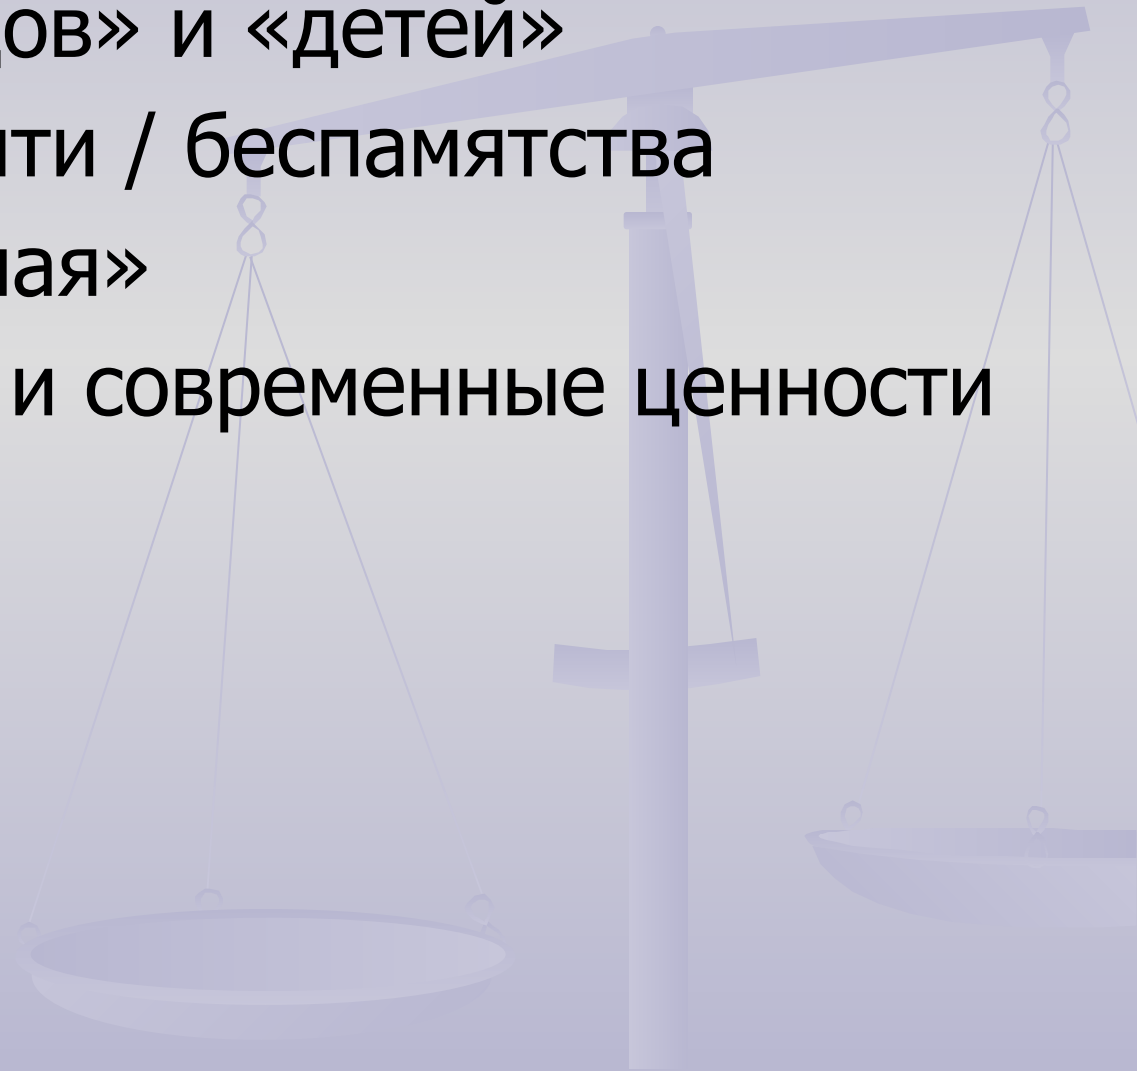 ов» и «детей»
ти / беспамятства
ая»
и современные ценности